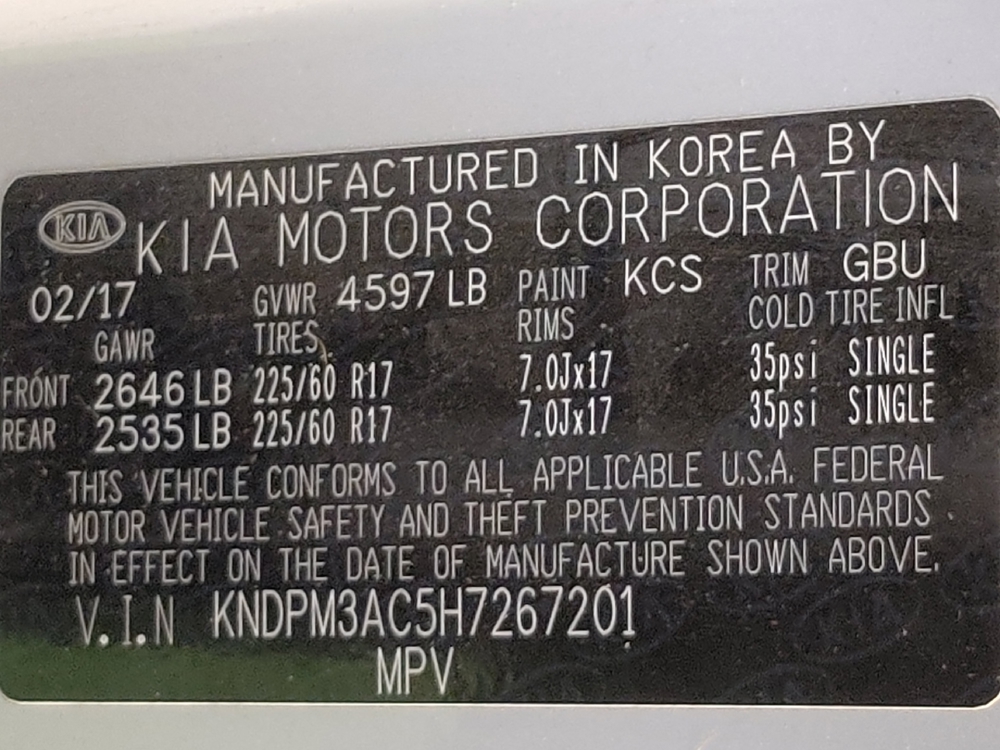 MANUFACTURED IN KOREA BY
KIA KIA MOTORS CORPORATION
02/17 GVWR 4597 LB PAINT KCS TRIM GBU
GAWR TIRES RIMS COLD TIRE INFL
FRONT 2646 LB 225/60 R17 7.0Jx17 35psi SINGLE
REAR 2535 LB 225/60 R17 7.0Jx17 35psi SINGLE
THIS VEHICLE CONFORMS TO ALL APPLICABLE U.S.A. FEDERAL
MOTOR VEHICLE SAFETY AND THEFT PREVENTION STANDARDS
IN EFFECT ON THE DATE OF MANUFACTURE SHOWN ABOVE.
V.I.N KNDPM3AC5H7267201
MPV